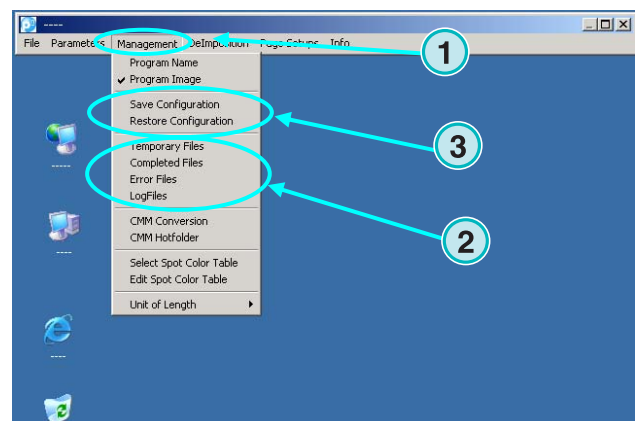 ----
File Parameters Management DeImposition Page Setups Info
1
Program Name
✓ Program Image
Save Configuration
Restore Configuration
3
Temporary Files
Completed Files
Error Files
LogFiles
2
CMM Conversion
CMM Hotfolder
Select Spot Color Table
Edit Spot Color Table
Unit of Length
-----
----
----